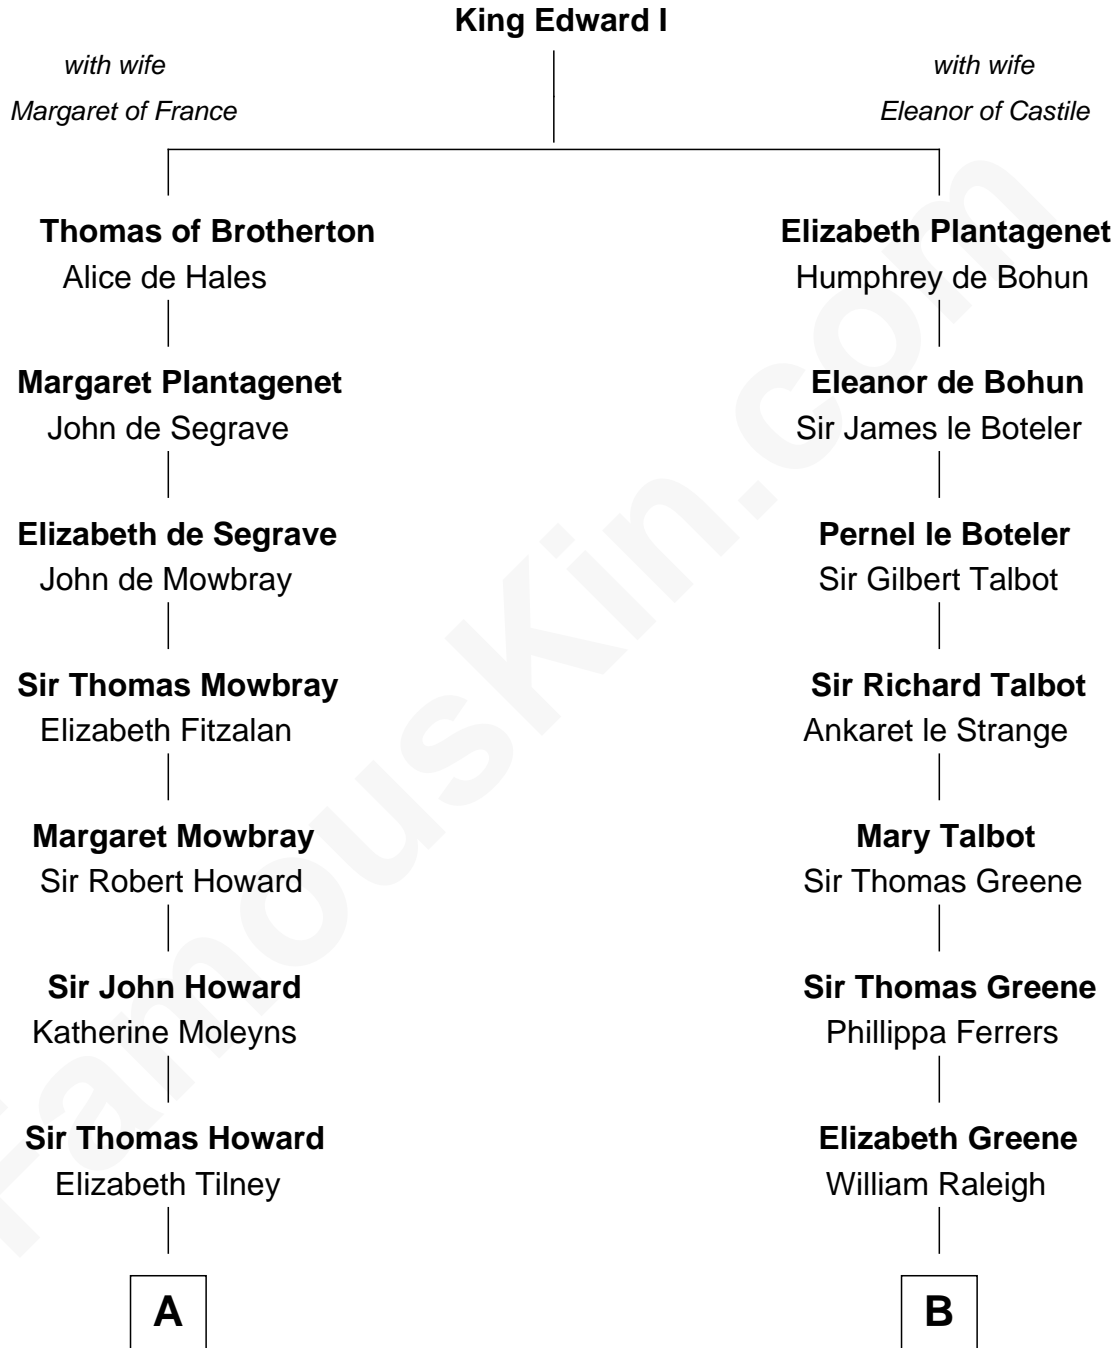 King Edward I
with wife
Margaret of France
with wife
Eleanor of Castile
Thomas of Brotherton
Alice de Hales
Elizabeth Plantagenet
Humphrey de Bohun
Margaret Plantagenet
John de Segrave
Eleanor de Bohun
Sir James le Boteler
Elizabeth de Segrave
John de Mowbray
Pernel le Boteler
Sir Gilbert Talbot
Sir Thomas Mowbray
Elizabeth Fitzalan
Sir Richard Talbot
Ankaret le Strange
Margaret Mowbray
Sir Robert Howard
Mary Talbot
Sir Thomas Greene
Sir John Howard
Katherine Moleyns
Sir Thomas Greene
Phillippa Ferrers
Sir Thomas Howard
Elizabeth Tilney
Elizabeth Greene
William Raleigh
A
B
FamousKin.com